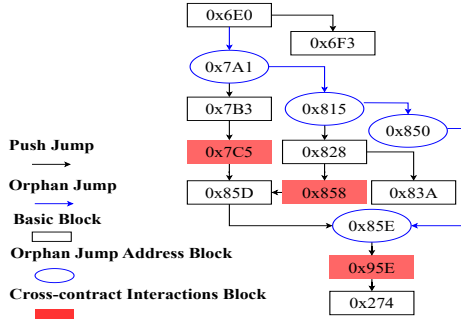 0x6E0
0x6F3
0x7A1
0x7B3
0x815
0x850
Push Jump
0x7C5
0x828
Orphan Jump
0x85D
0x858
0x83A
Basic Block
0x85E
Orphan Jump Address Block
0x95E
Cross-contract Interactions Block
0x274